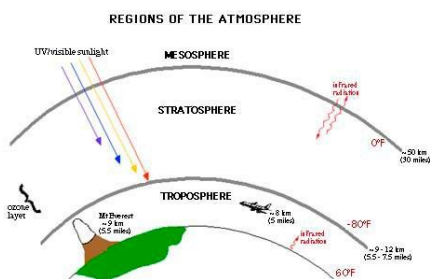 REGIONS OF THE ATMOSPHERE
UV/visible sunlight
MESOSPHERE
infrared
radiation
STRATOSPHERE
0°F
~50 km
(30 miles)
ozone
layer
TROPOSPHERE
Mt Everest
~9 km
(5.5 miles)
~8 km
(5 miles)
-80°F
infrared
radiation
~9 - 12 km
(5.5 - 7.5 miles)
60°F